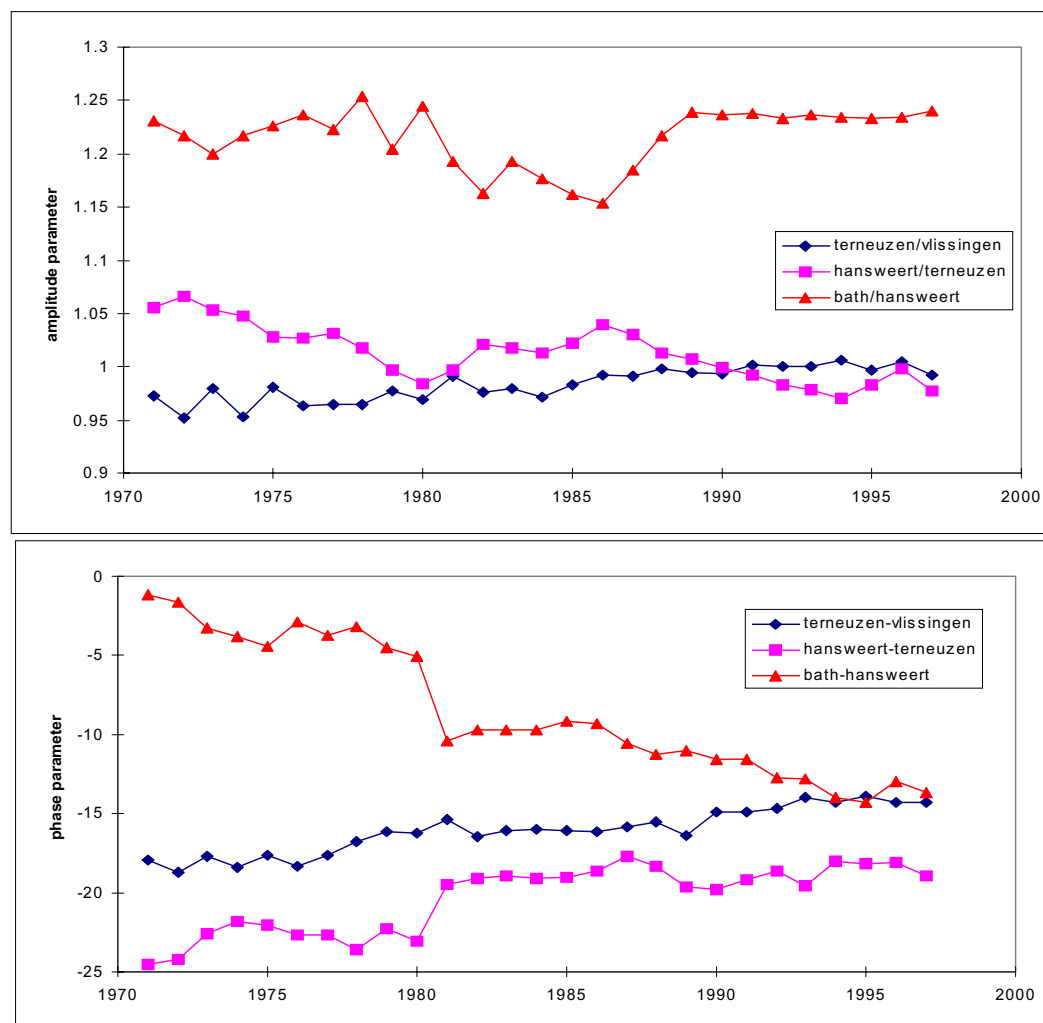 1.3
1.25
1.2
1.15
1.1
1.05
1
0.95
0.9
amplitude parameter
terneuzen/vlissingen
hansweert/terneuzen
bath/hansweert
1970 1975 1980 1985 1990 1995 2000
0
-5
-10
-15
-20
-25
phase parameter
terneuzen-vlissingen
hansweert-terneuzen
bath-hansweert
1970 1975 1980 1985 1990 1995 2000